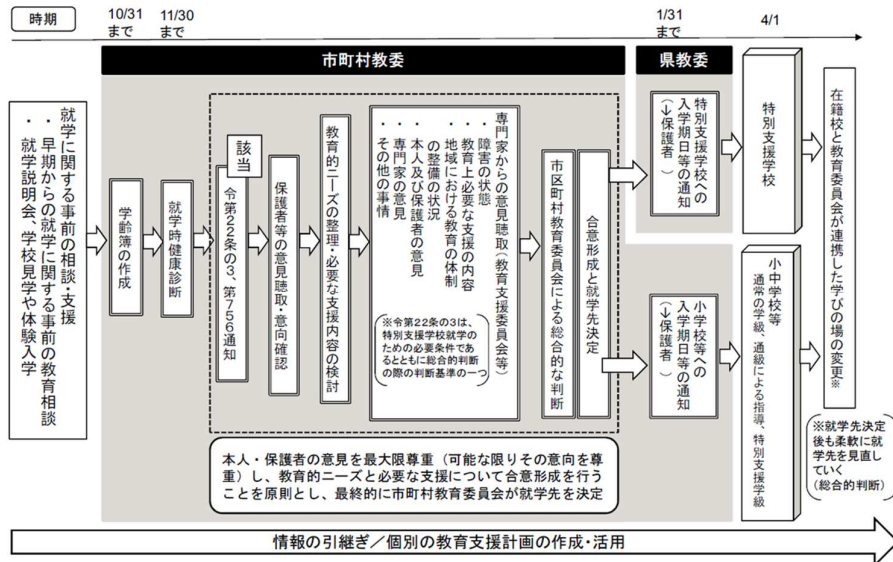 時期
10/31
まで
11/30
まで
1/31
まで
4/1
市町村教委
県教委
就学に関する事前の相談・支援
・ 早期からの就学に関する事前の教育相談
・ 就学説明会、学校見学や体験入学
学齢簿の作成
就学時健康診断
該当
令第22条の3、第756通知
保護者等の意見聴取・意向確認
教育的ニーズの整理・必要な支援内容の検討
専門家からの意見聴取(教育支援委員会等)
・ 障害の状態
・ 教育上必要な支援の内容
・ 地域における教育の体制
の整備の状況
・ 本人及び保護者の意見
・ 専門家の意見
・ その他の事情
※令第22条の3は、
特別支援学校就学の
ための必要条件であ
るとともに総合的判断
の際の判断基準の一つ
市区町村教育委員会による総合的な判断
合意形成と就学先決定
特別支援学校への
入学期日等の通知
(↓保護者 )
小学校等への
入学期日等の通知
(↓保護者 )
特別支援学校
小中学校等
通常の学級、通級による指導、特別支援学級
在籍校と教育委員会が連携した学びの場の変更※
※就学先決定
後も柔軟に就
学先を見直し
ていく
(総合的判断)
本人・保護者の意見を最大限尊重(可能な限りその意向を尊
重)し、教育的ニーズと必要な支援について合意形成を行う
ことを原則とし、最終的に市町村教育委員会が就学先を決定
情報の引継ぎ/個別の教育支援計画の作成・活用